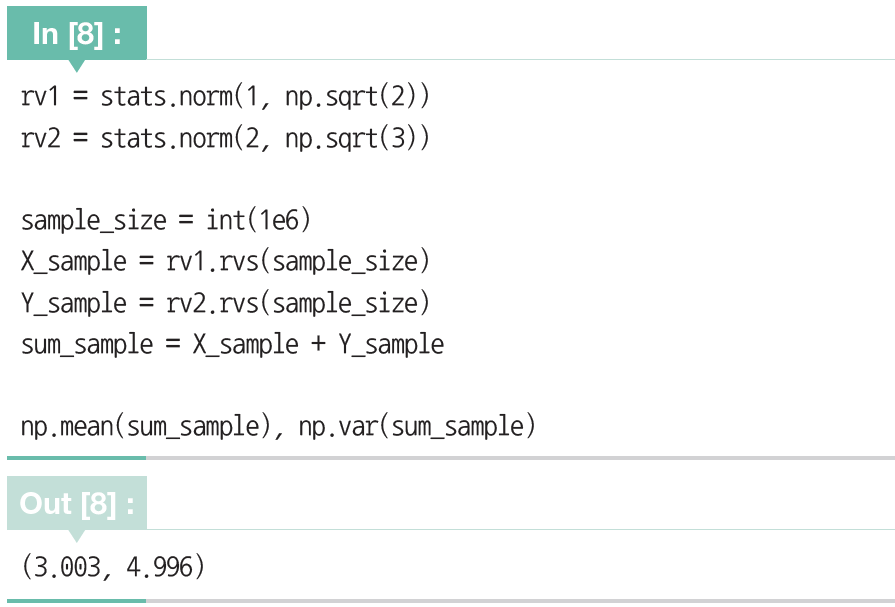 In [8] :
rv1 = stats.norm(1, np.sqrt(2))
rv2 = stats.norm(2, np.sqrt(3))
sample_size = int(1e6)
X_sample = rv1.rvs(sample_size)
Y_sample = rv2.rvs(sample_size)
sum_sample = X_sample + Y_sample
np.mean(sum_sample), np.var(sum_sample)
Out [8] :
(3.003, 4.996)